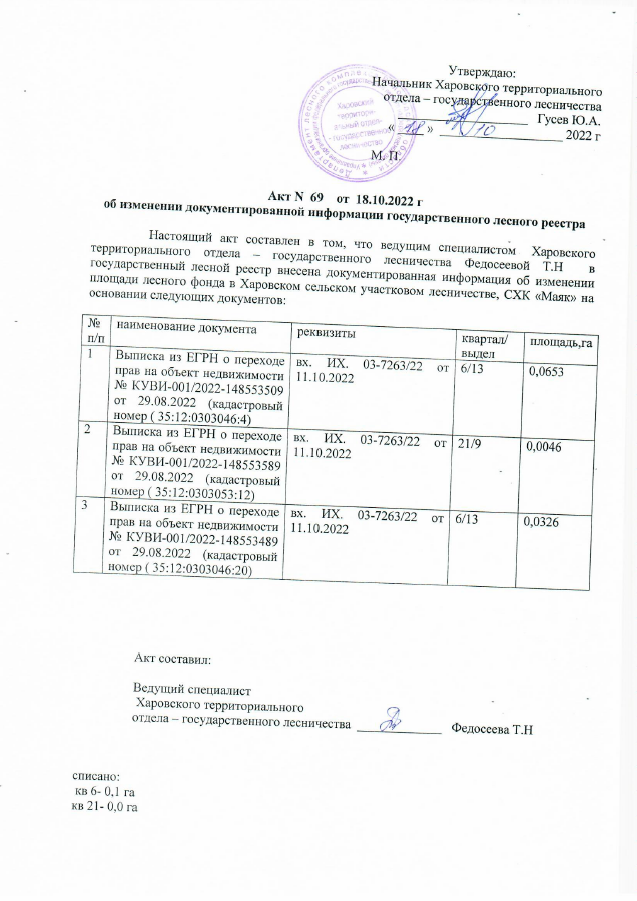 Утверждаю:
Начальник Харовского территориального
отдела – государственного лесничества
Гусев Ю.А.
« 18 » 10 2022 г
М. П.
Харовский
территори-
альный отдел-
государственное
лесничество
Акт N 69 от 18.10.2022 г
об изменении документированной информации государственного лесного реестра
Настоящий акт составлен в том, что ведущим специалистом Харовского
территориального отдела – государственного лесничества Федосеевой Т.Н в
государственный лесной реестр внесена документированная информация об изменении
площади лесного фонда в Харовском сельском участковом лесничестве, СХК «Маяк» на
основании следующих документов:
№ п/п наименование документа реквизиты квартал/ выдел площадь,га
1 Выписка из ЕГРН о переходе вх. ИХ. 03-7263/22 от 6/13 0,0653
прав на объект недвижимости 11.10.2022
№ КУВИ-001/2022-148553509
от 29.08.2022 (кадастровый
номер ( 35:12:0303046:4)
2 Выписка из ЕГРН о переходе вх. ИХ. 03-7263/22 от 21/9 0,0046
прав на объект недвижимости 11.10.2022
№ КУВИ-001/2022-148553589
от 29.08.2022 (кадастровый
номер ( 35:12:0303053:12)
3 Выписка из ЕГРН о переходе вх. ИХ. 03-7263/22 от 6/13 0,0326
прав на объект недвижимости 11.10.2022
№ КУВИ-001/2022-148553489
от 29.08.2022 (кадастровый
номер ( 35:12:0303046:20)
Акт составил:
Ведущий специалист
Харовского территориального
отдела – государственного лесничества Федосеева Т.Н
списано:
кв 6- 0,1 га
кв 21- 0,0 га